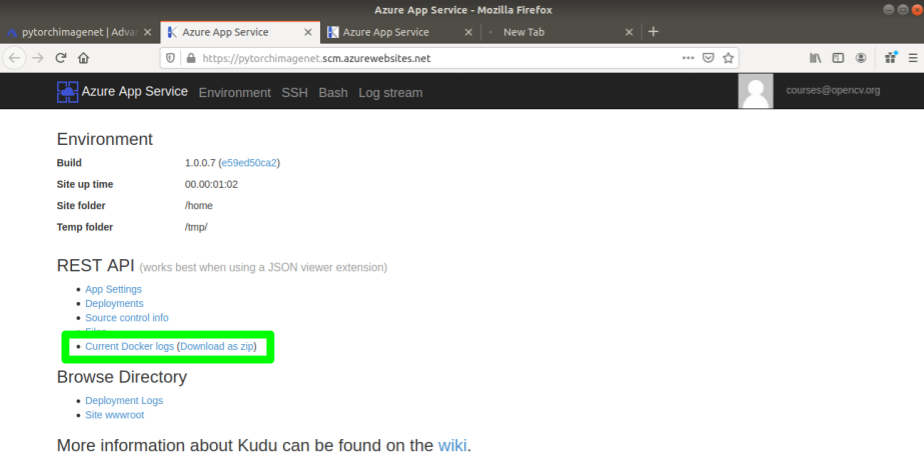 Azure App Service - Mozilla Firefox
pytorchimagenet | Advan
Azure App Service
Azure App Service
New Tab
https://pytorchimagenet.scm.azurewebsites.net
Azure App Service Environment SSH Bash Log stream
courses@opencv.org
Environment
Build 1.0.0.7 (e59ed50ca2)
Site up time 00.00:01:02
Site folder /home
Temp folder /tmp/
REST API (works best when using a JSON viewer extension)
• App Settings
• Deployments
• Source control info
• Files
• Current Docker logs (Download as zip)
Browse Directory
• Deployment Logs
• Site wwwroot
More information about Kudu can be found on the wiki.